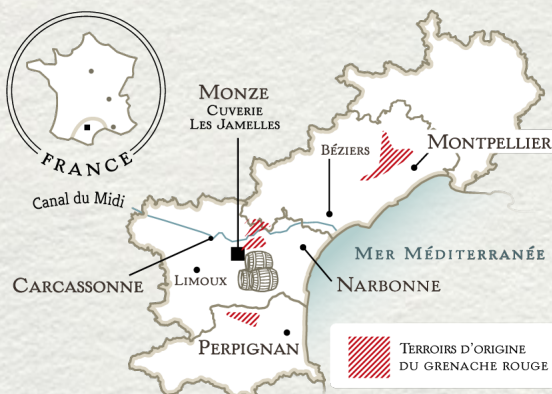 FRANCE
MONZE
CUVERIE
LES JAMELLES
BÉZIERS
MONTPELLIER
Canal du Midi
MER MÉDITERRANÉE
CARCASSONNE
LIMOUX
NARBONNE
PERPIGNAN
TERROIRS D'ORIGINE
DU GRENACHE ROUGE